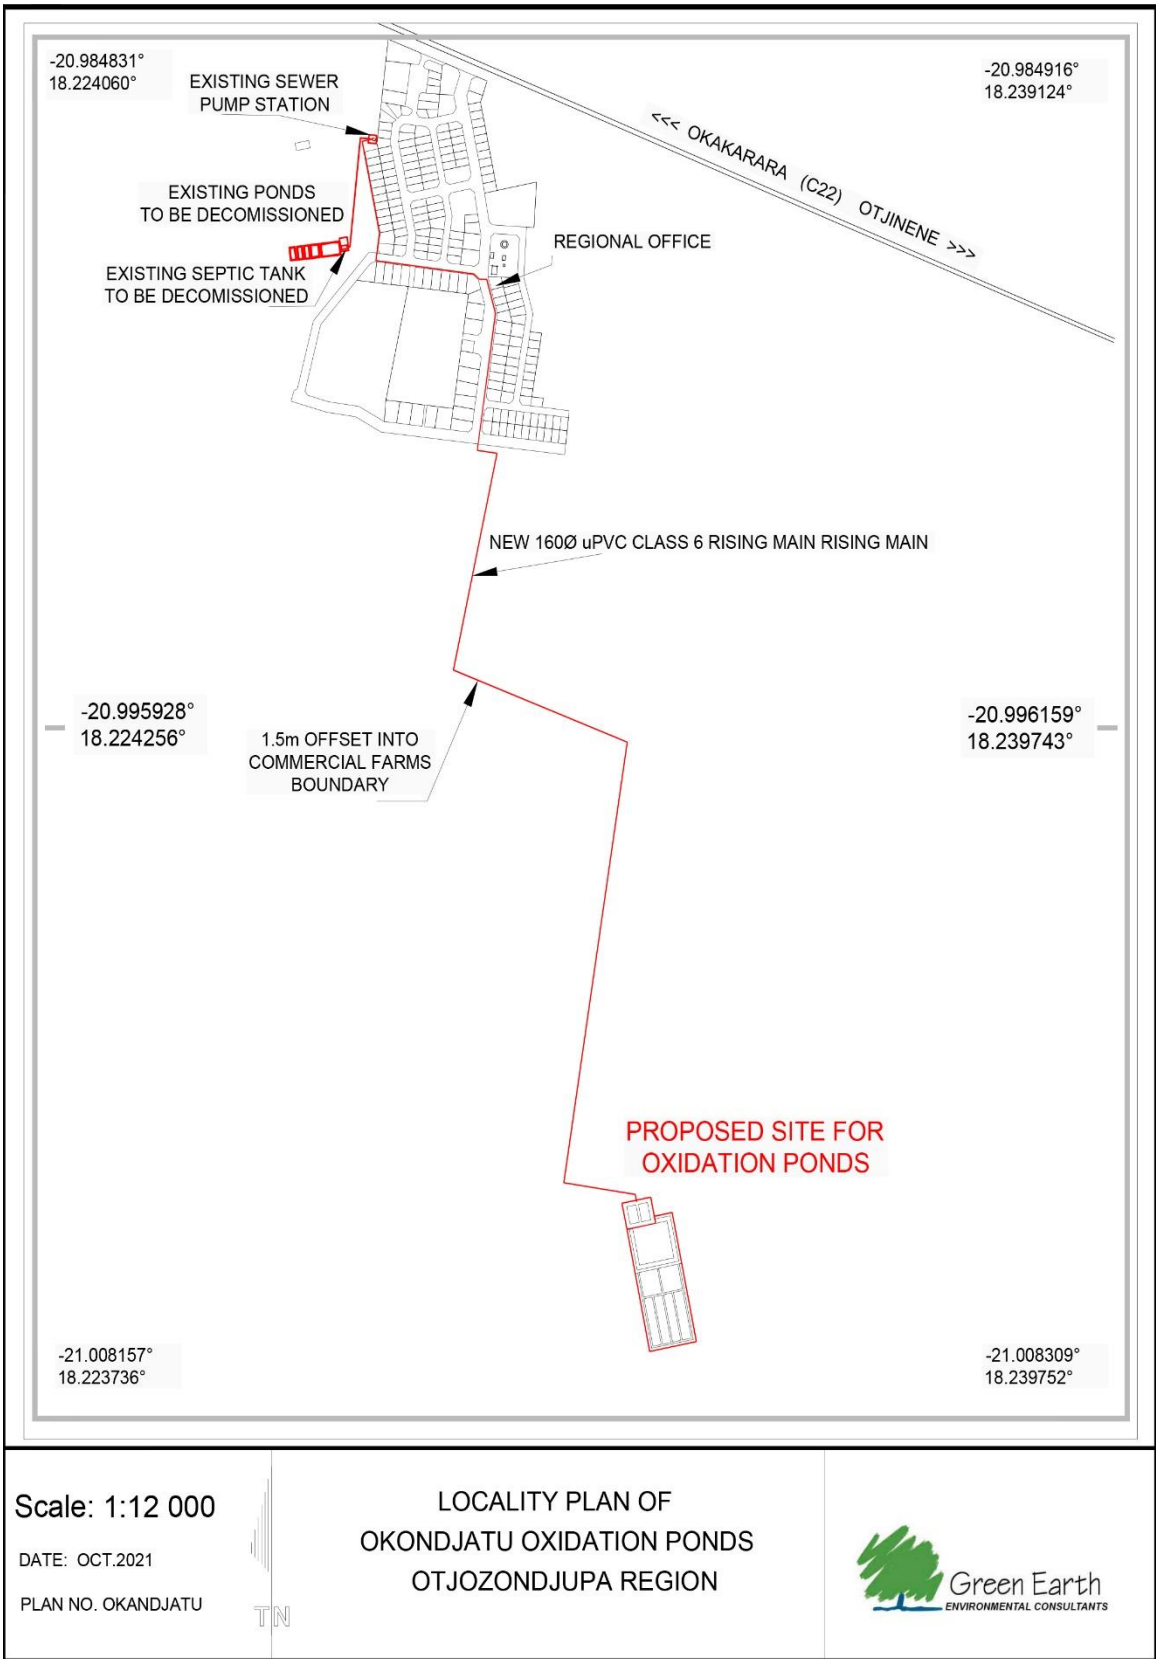 -20.984831°
18.224060°
-20.984916°
18.239124°
EXISTING SEWER
PUMP STATION
<<< OKAKARARA (C22) OTJINENE >>>
EXISTING PONDS
TO BE DECOMISSIONED
REGIONAL OFFICE
EXISTING SEPTIC TANK
TO BE DECOMISSIONED
NEW 160Ø uPVC CLASS 6 RISING MAIN RISING MAIN
-20.995928°
18.224256°
-20.996159°
18.239743°
1.5m OFFSET INTO
COMMERCIAL FARMS
BOUNDARY
PROPOSED SITE FOR
OXIDATION PONDS
-21.008157°
18.223736°
-21.008309°
18.239752°
Scale: 1:12 000
DATE: OCT.2021
PLAN NO. OKANDJATU
TN
LOCALITY PLAN OF
OKONDJATU OXIDATION PONDS
OTJOZONDJUPA REGION
Green Earth
ENVIRONMENTAL CONSULTANTS